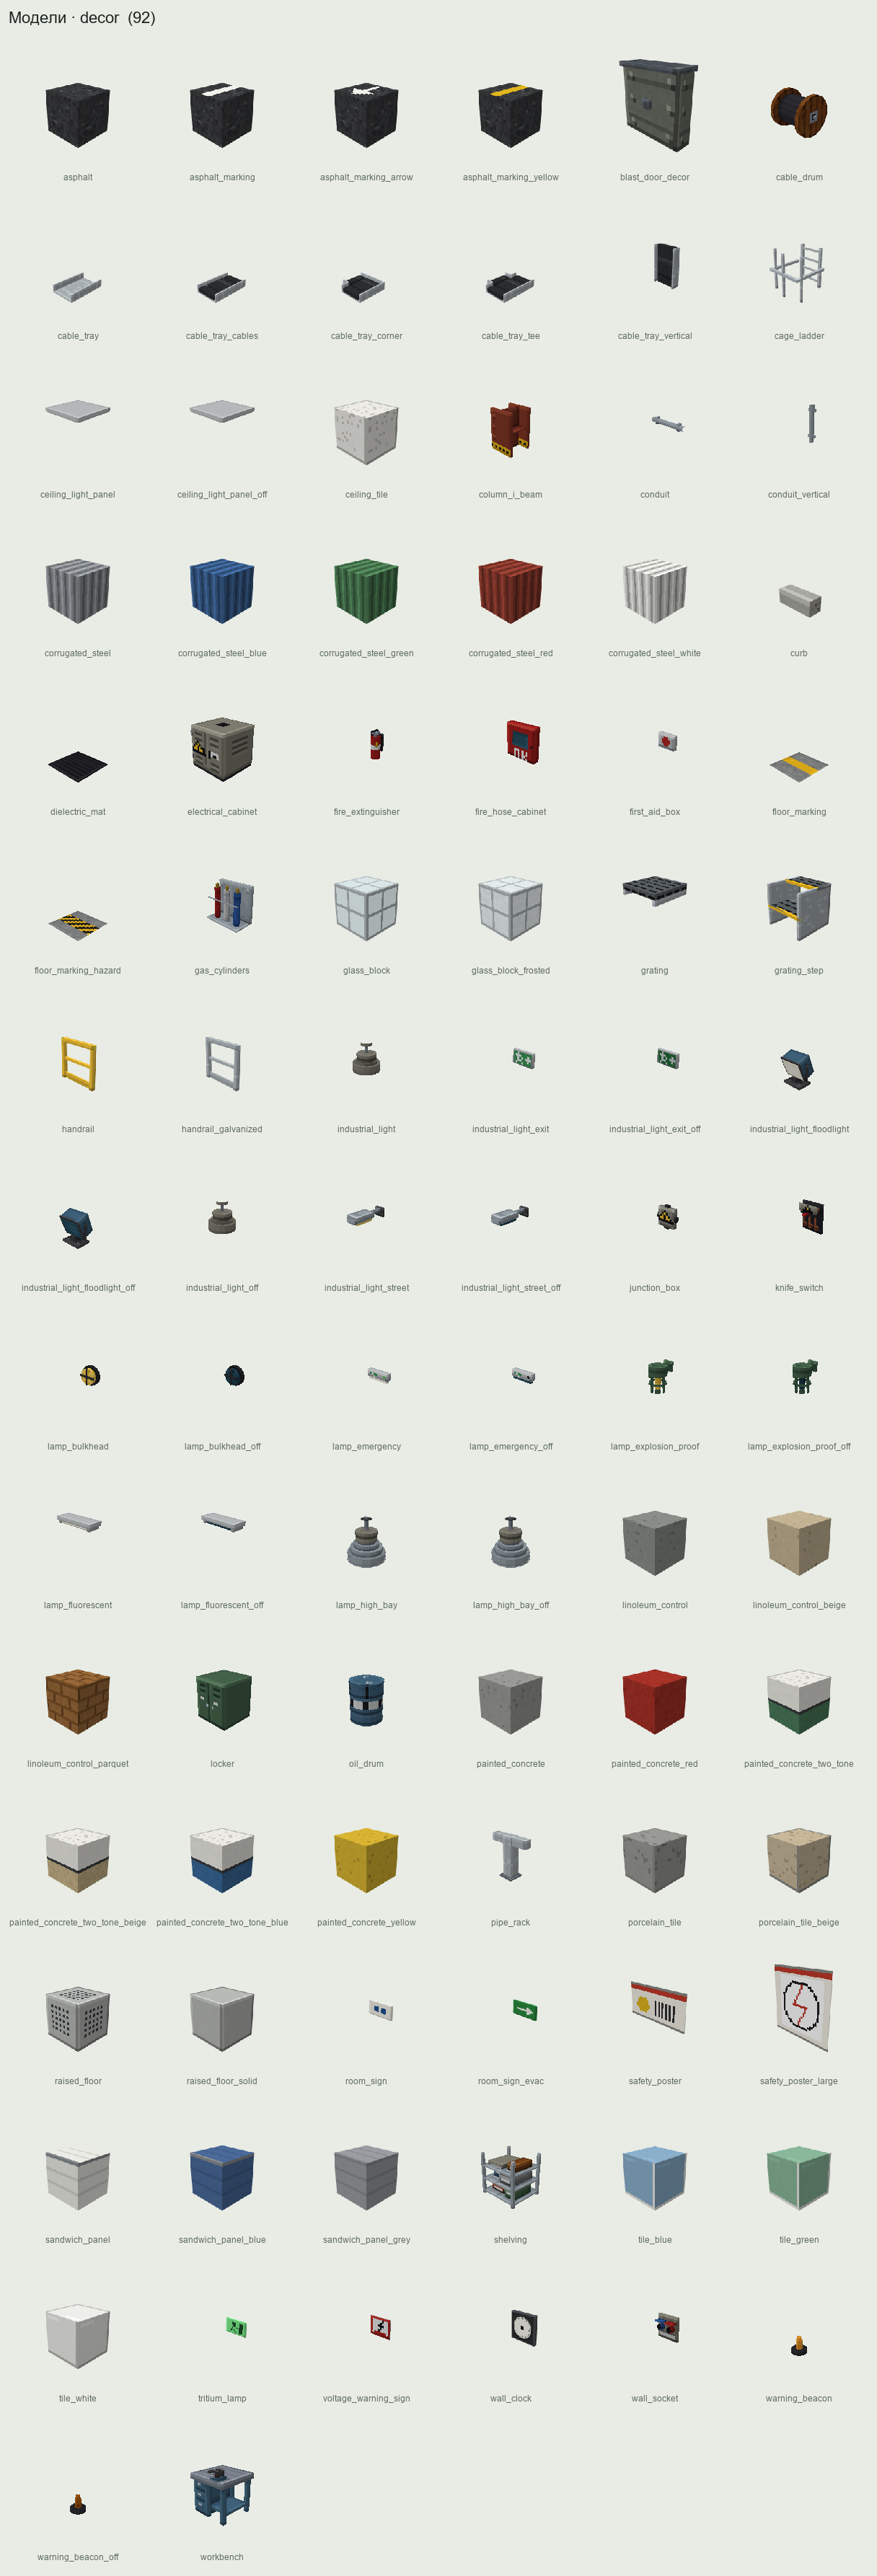 Модели · decor (92)
asphalt asphalt_marking asphalt_marking_arrow asphalt_marking_yellow blast_door_decor cable_drum
cable_tray cable_tray_cables cable_tray_corner cable_tray_tee cable_tray_vertical cage_ladder
ceiling_light_panel ceiling_light_panel_off ceiling_tile column_i_beam conduit conduit_vertical
corrugated_steel corrugated_steel_blue corrugated_steel_green corrugated_steel_red corrugated_steel_white curb
dielectric_mat electrical_cabinet fire_extinguisher fire_hose_cabinet first_aid_box floor_marking
floor_marking_hazard gas_cylinders glass_block glass_block_frosted grating grating_step
handrail handrail_galvanized industrial_light industrial_light_exit industrial_light_exit_off industrial_light_floodlight
industrial_light_floodlight_off industrial_light_off industrial_light_street industrial_light_street_off junction_box knife_switch
lamp_bulkhead lamp_bulkhead_off lamp_emergency lamp_emergency_off lamp_explosion_proof lamp_explosion_proof_off
lamp_fluorescent lamp_fluorescent_off lamp_high_bay lamp_high_bay_off linoleum_control linoleum_control_beige
linoleum_control_parquet locker oil_drum painted_concrete painted_concrete_red painted_concrete_two_tone
painted_concrete_two_tone_beige painted_concrete_two_tone_blue painted_concrete_yellow pipe_rack porcelain_tile porcelain_tile_beige
raised_floor raised_floor_solid room_sign room_sign_evac safety_poster safety_poster_large
sandwich_panel sandwich_panel_blue sandwich_panel_grey shelving tile_blue tile_green
tile_white tritium_lamp voltage_warning_sign wall_clock wall_socket warning_beacon
warning_beacon_off workbench